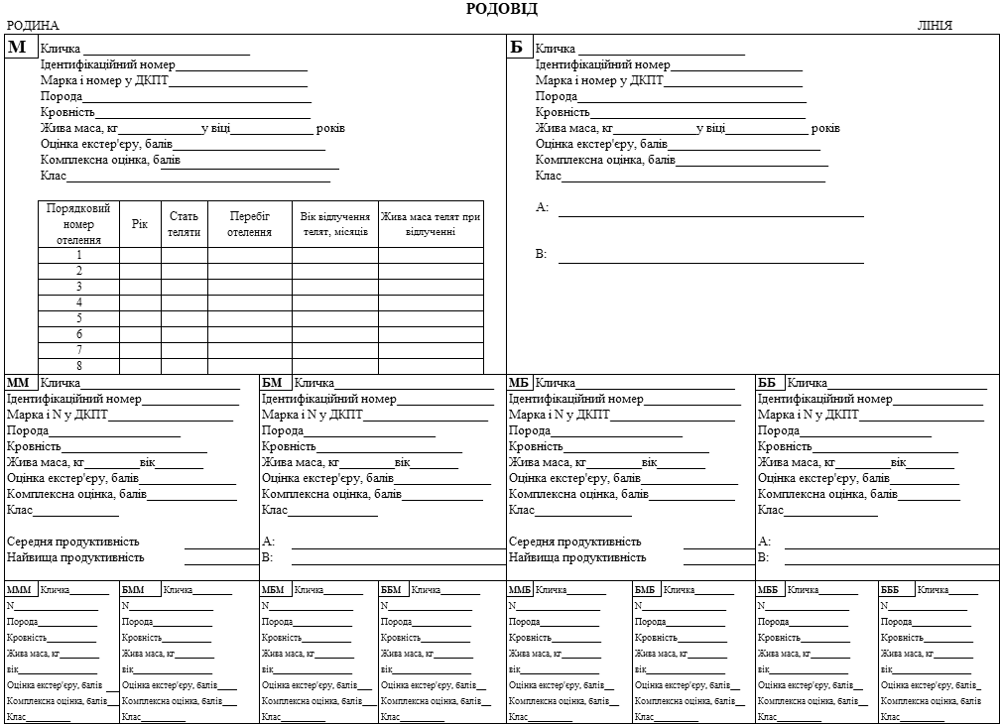 РОДОВІД
РОДИНА ЛІНІЯ
М Кличка
Ідентифікаційний номер
Марка і номер у ДКПТ
Порода
Кровність
Жива маса, кг у віці років
Оцінка екстер'єру, балів
Комплексна оцінка, балів
Клас
Порядковий номер отелення Рік Стать теляти Перебіг отелення Вік відлучення телят, місяців Жива маса телят при відлученні
1
2
3
4
5
6
7
8
Б Кличка
Ідентифікаційний номер
Марка і номер у ДКПТ
Порода
Кровність
Жива маса, кг у віці років
Оцінка екстер'єру, балів
Комплексна оцінка, балів
Клас
А:
В:
ММ Кличка
Ідентифікаційний номер
Марка і N у ДКПТ
Порода
Кровність
Жива маса, кг вік
Оцінка екстер'єру, балів
Комплексна оцінка, балів
Клас
Середня продуктивність
Найвища продуктивність
БМ Кличка
Ідентифікаційний номер
Марка і N у ДКПТ
Порода
Кровність
Жива маса, кг вік
Оцінка екстер'єру, балів
Комплексна оцінка, балів
Клас
А:
В:
МБ Кличка
Ідентифікаційний номер
Марка і N у ДКПТ
Порода
Кровність
Жива маса, кг вік
Оцінка екстер'єру, балів
Комплексна оцінка, балів
Клас
Середня продуктивність
Найвища продуктивність
ББ Кличка
Ідентифікаційний номер
Марка і N у ДКПТ
Порода
Кровність
Жива маса, кг вік
Оцінка екстер'єру, балів
Комплексна оцінка, балів
Клас
А:
В:
МММ Кличка
N
Порода
Кровність
Жива маса, кг
вік
Оцінка екстер'єру, балів
Комплексна оцінка, балів
Клас
БММ Кличка
N
Порода
Кровність
Жива маса, кг
вік
Оцінка екстер'єру, балів
Комплексна оцінка, балів
Клас
МБМ Кличка
N
Порода
Кровність
Жива маса, кг
вік
Оцінка екстер'єру, балів
Комплексна оцінка, балів
Клас
ББМ Кличка
N
Порода
Кровність
Жива маса, кг
вік
Оцінка екстер'єру, балів
Комплексна оцінка, балів
Клас
ММБ Кличка
N
Порода
Кровність
Жива маса, кг
вік
Оцінка екстер'єру, балів
Комплексна оцінка, балів
Клас
БМБ Кличка
N
Порода
Кровність
Жива маса, кг
вік
Оцінка екстер'єру, балів
Комплексна оцінка, балів
Клас
МББ Кличка
N
Порода
Кровність
Жива маса, кг
вік
Оцінка екстер'єру, балів
Комплексна оцінка, балів
Клас
БББ Кличка
N
Порода
Кровність
Жива маса, кг
вік
Оцінка екстер'єру, балів
Комплексна оцінка, балів
Клас